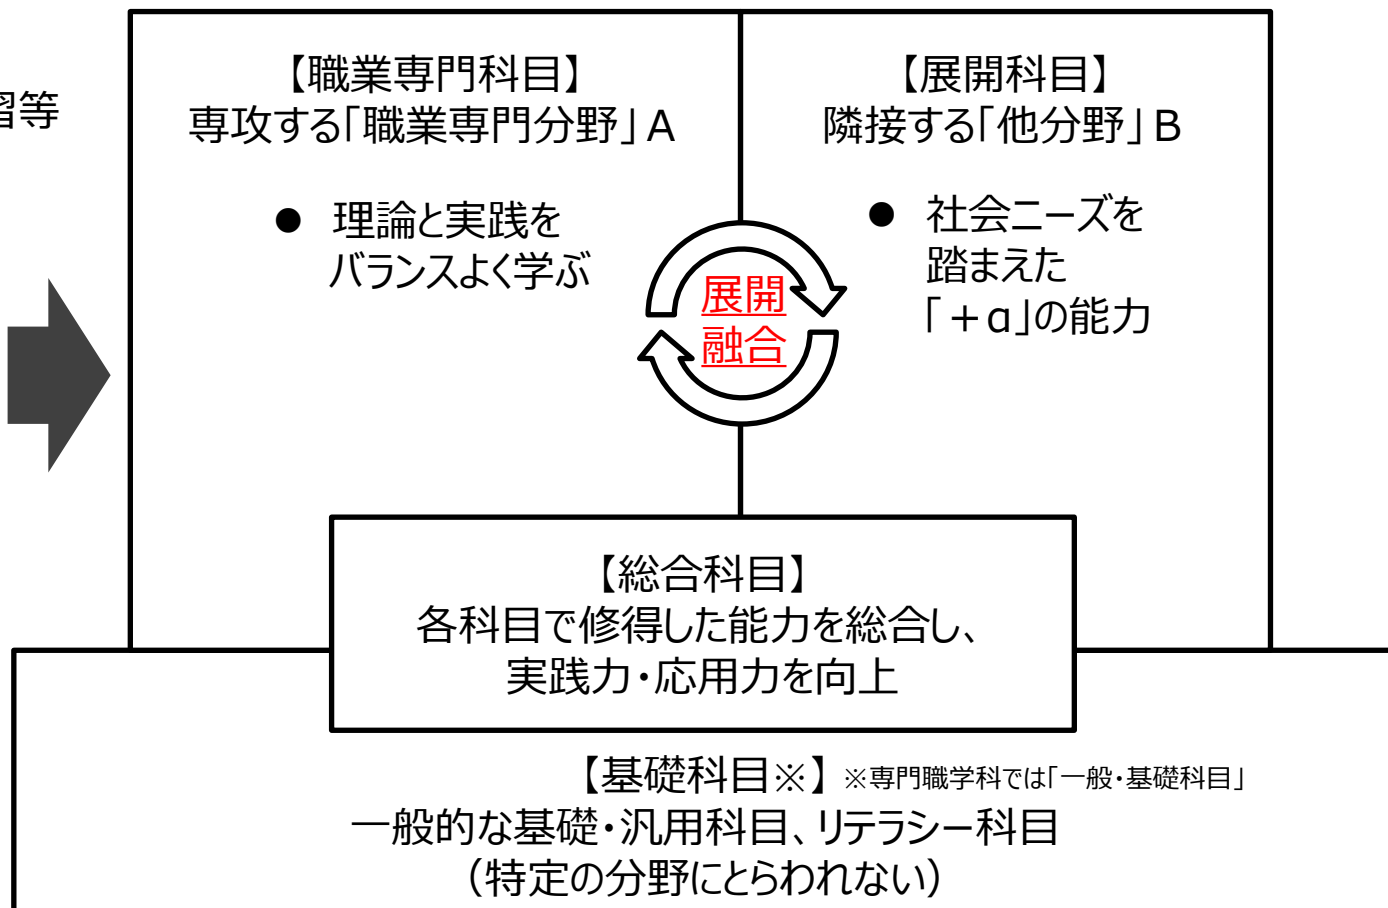 習等
【職業専門科目】
専攻する「職業専門分野」A
● 理論と実践を
バランスよく学ぶ
【展開科目】
隣接する「他分野」B
● 社会ニーズを
踏まえた
「+α」の能力
展開
融合
【総合科目】
各科目で修得した能力を総合し、
実践力・応用力を向上
【基礎科目※】 ※専門職学科では「一般・基礎科目」
一般的な基礎・汎用科目、リテラシー科目
(特定の分野にとらわれない)